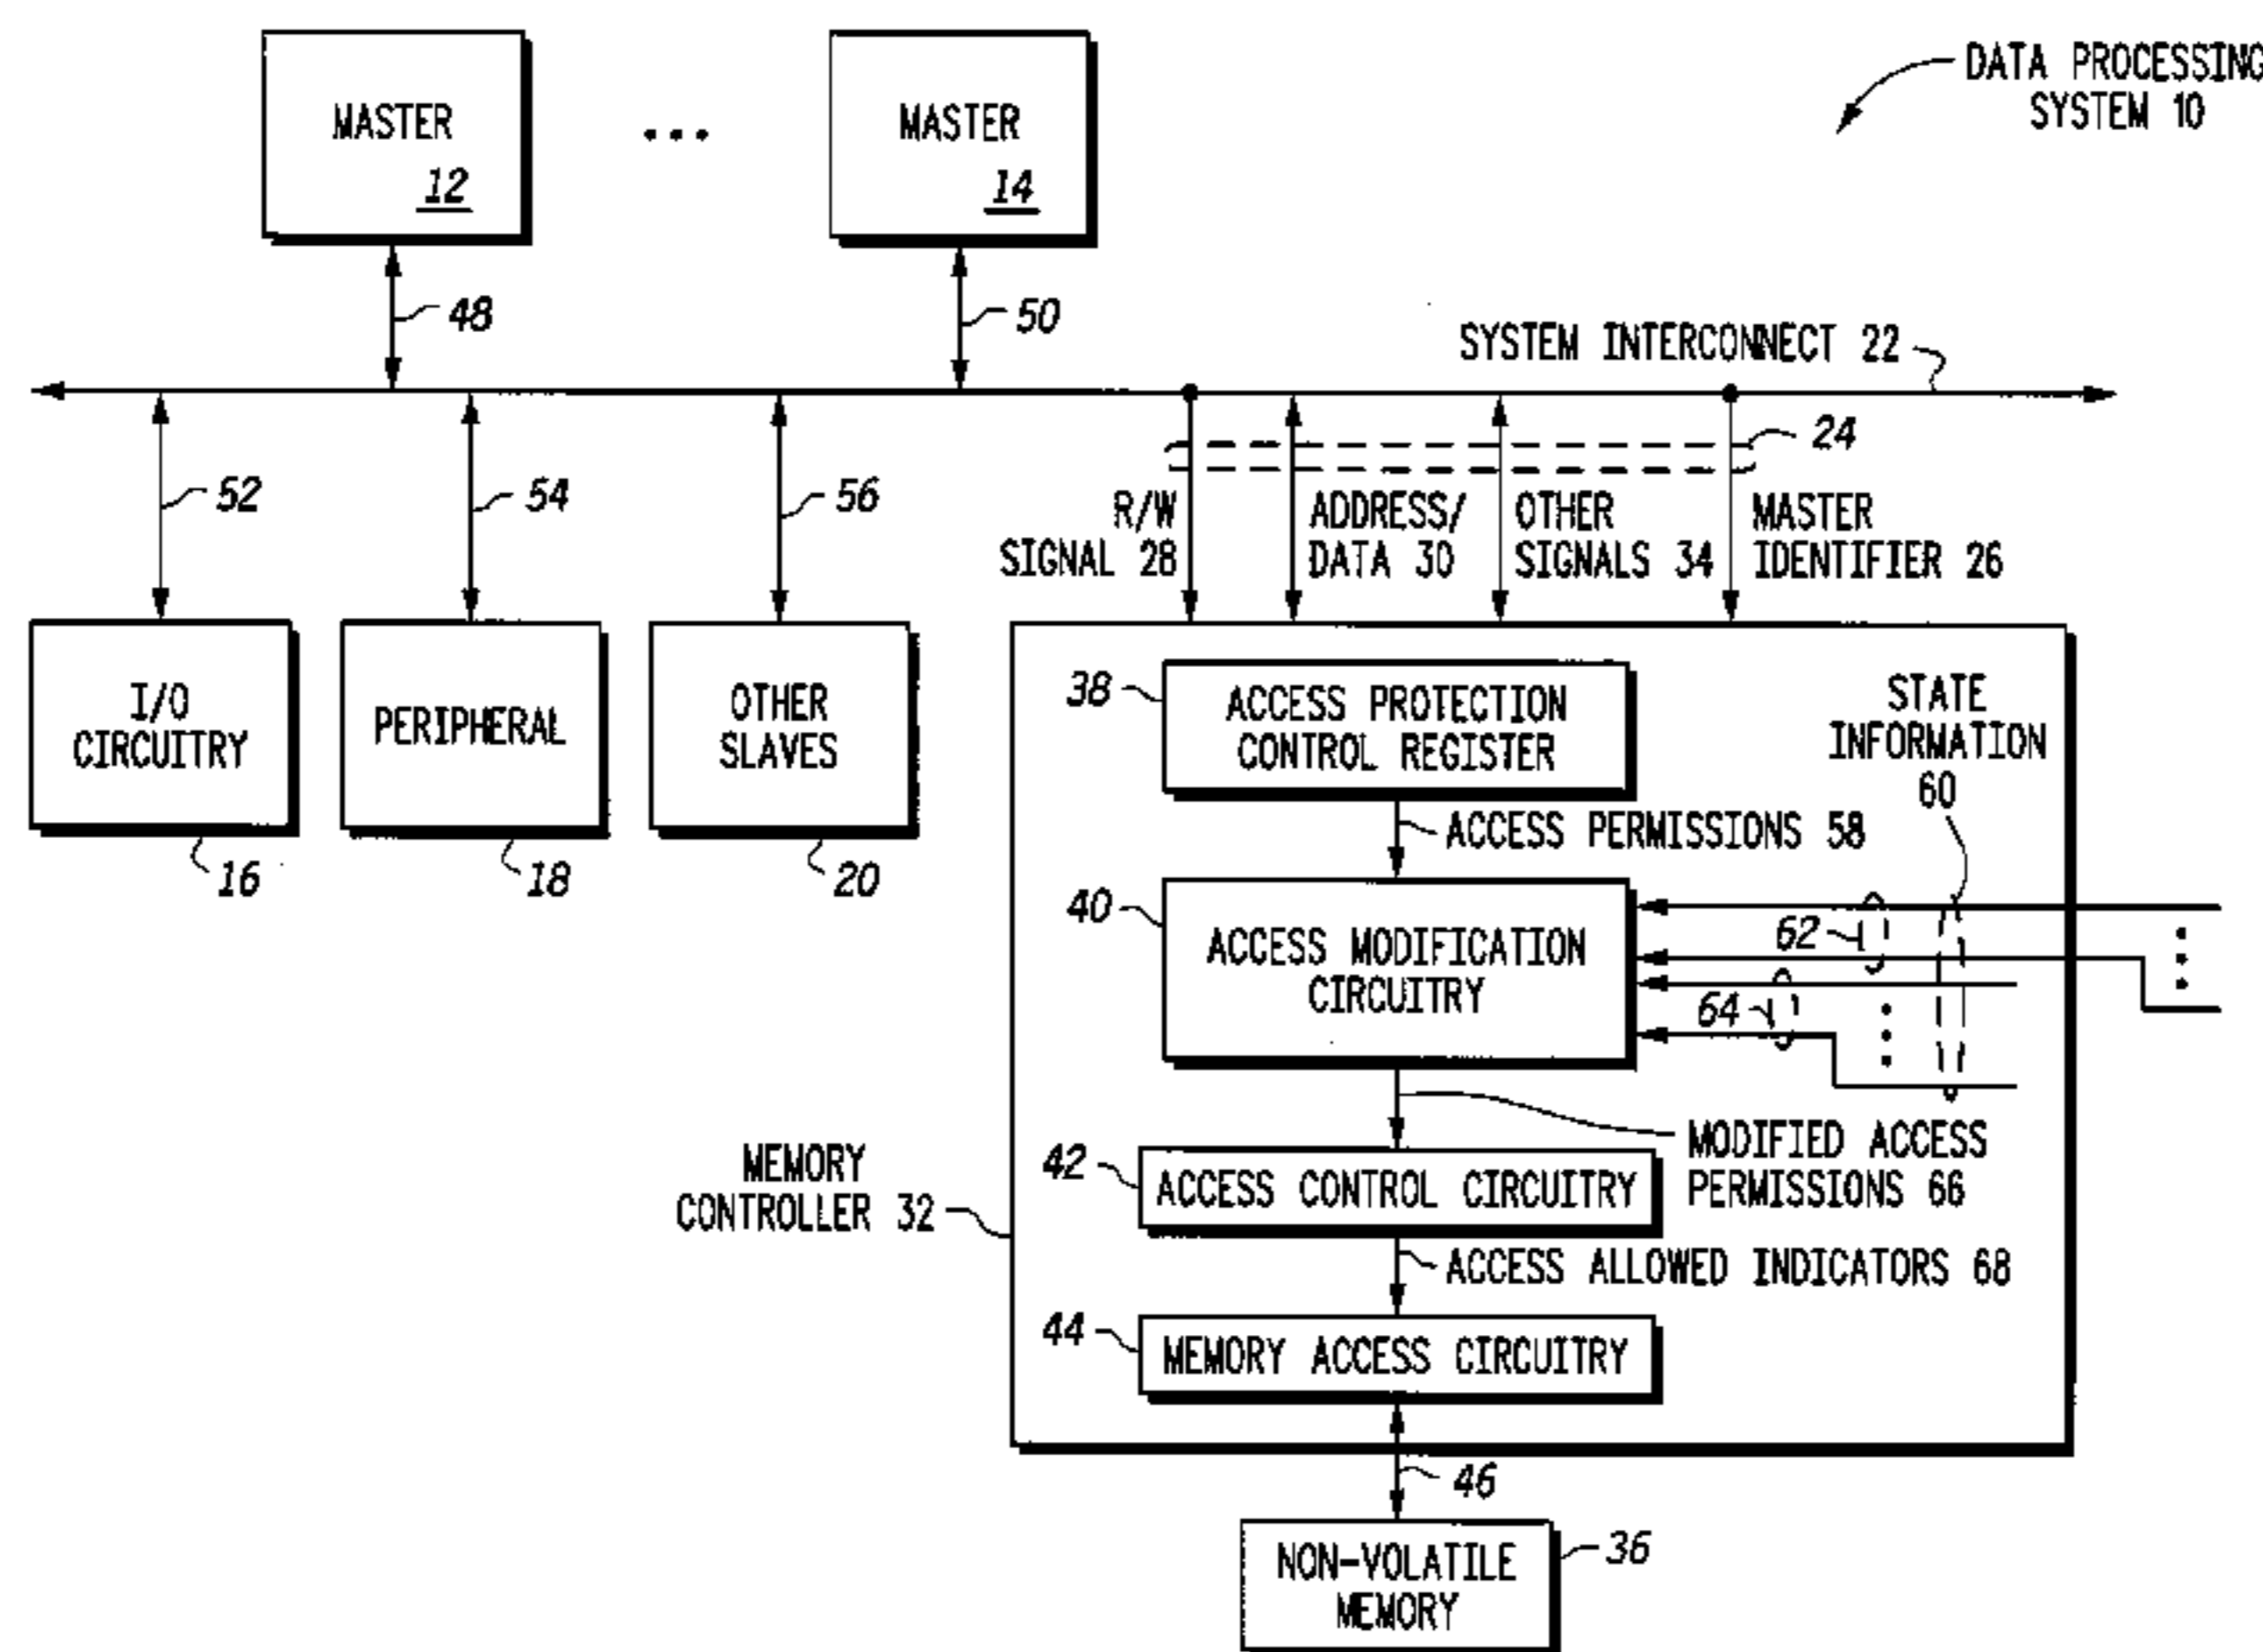 DATA PROCESSING
SYSTEM 10
MASTER
12
...
MASTER
14
48
50
SYSTEM INTERCONNECT 22
24
52
54
56
R/W
SIGNAL 28
ADDRESS/
DATA 30
OTHER
SIGNALS 34
MASTER
IDENTIFIER 26
I/O
CIRCUITRY
16
PERIPHERAL
18
OTHER
SLAVES
20
38
ACCESS PROTECTION
CONTROL REGISTER
STATE
INFORMATION
60
ACCESS PERMISSIONS 58
40
ACCESS MODIFICATION
CIRCUITRY
62
64
MODIFIED ACCESS
PERMISSIONS 66
MEMORY
CONTROLLER 32
42
ACCESS CONTROL CIRCUITRY
ACCESS ALLOWED INDICATORS 68
44
MEMORY ACCESS CIRCUITRY
46
NON-VOLATILE
MEMORY
36